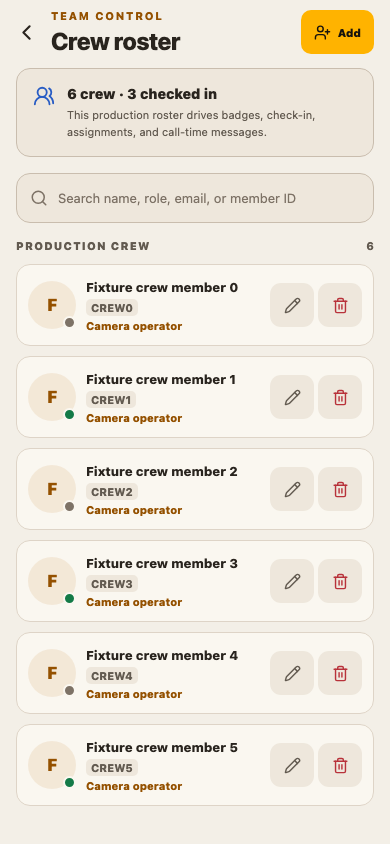 TEAM CONTROL
Crew roster
Add
6 crew · 3 checked in
This production roster drives badges, check-in,
assignments, and call-time messages.
Search name, role, email, or member ID
PRODUCTION CREW 6
F
Fixture crew member 0
CREW0
Camera operator
F
Fixture crew member 1
CREW1
Camera operator
F
Fixture crew member 2
CREW2
Camera operator
F
Fixture crew member 3
CREW3
Camera operator
F
Fixture crew member 4
CREW4
Camera operator
F
Fixture crew member 5
CREW5
Camera operator